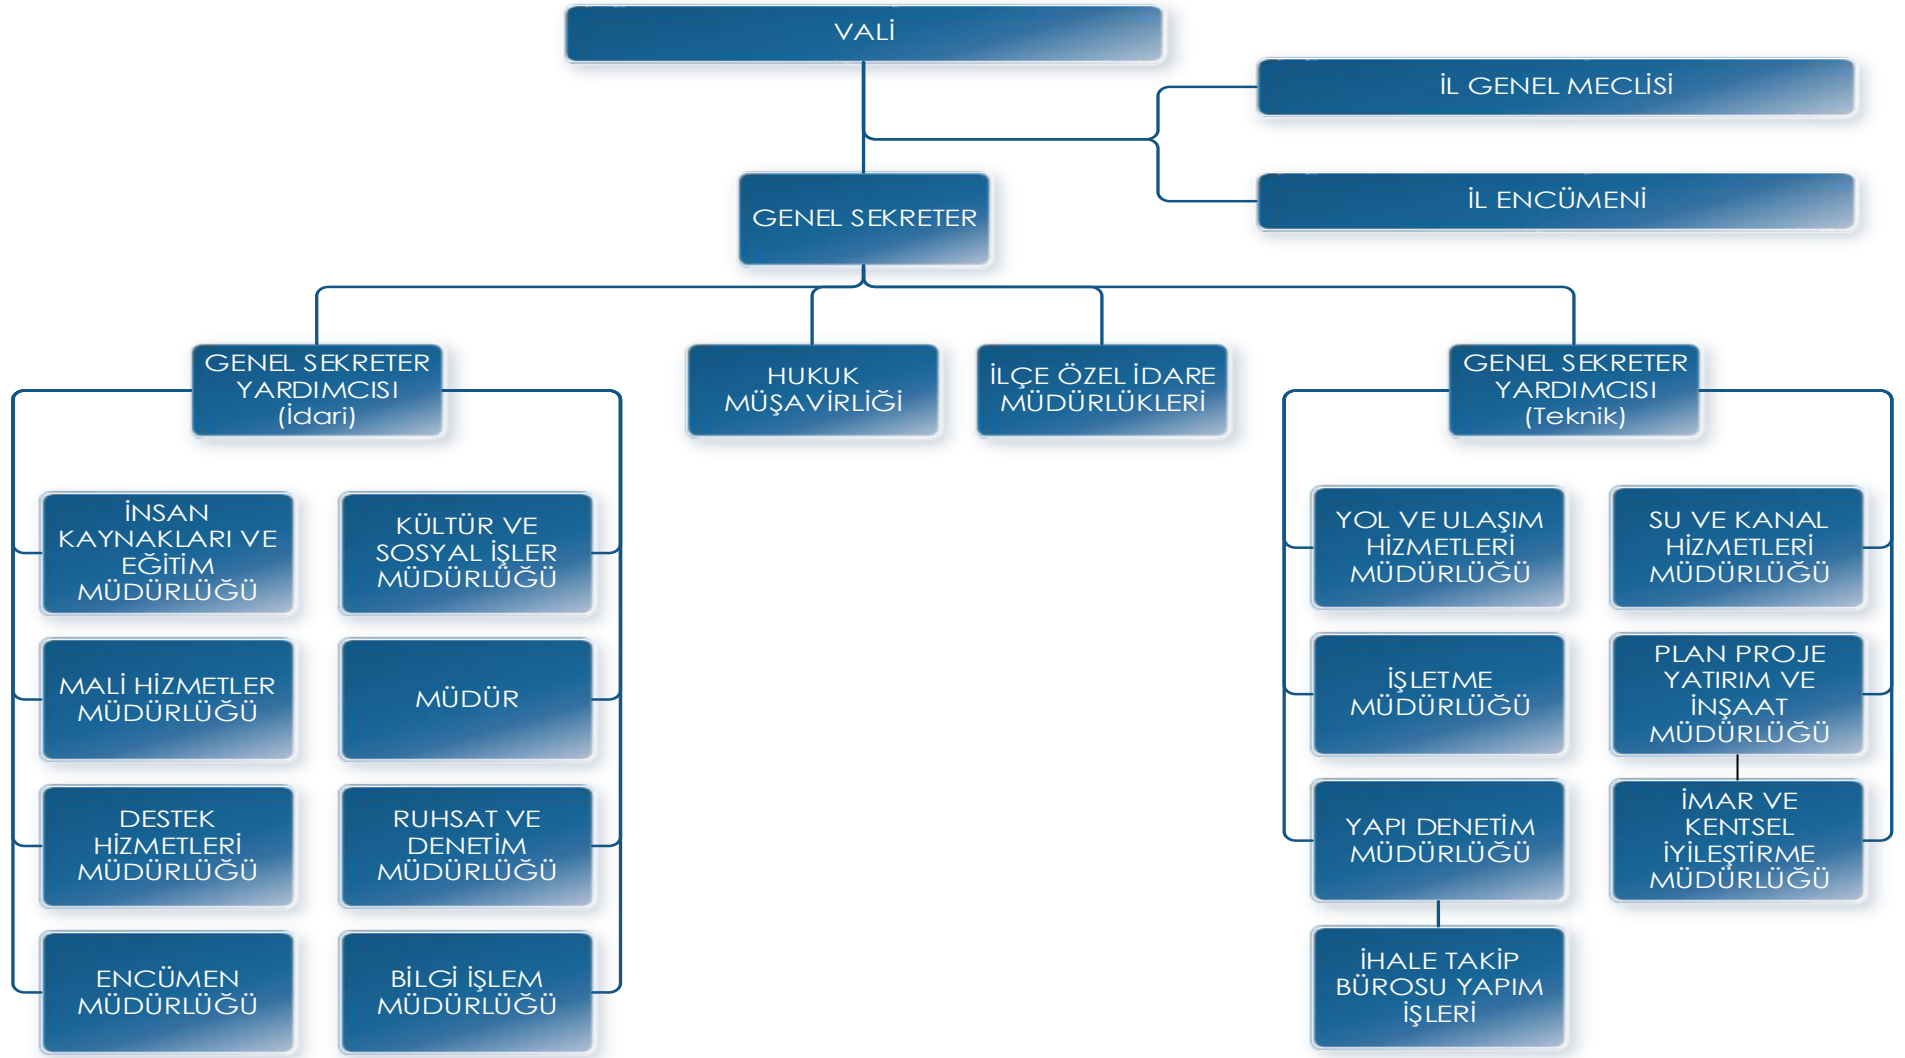 VALİ
İL GENEL MECLİSİ
İL ENCÜMENİ
GENEL SEKRETER
GENEL SEKRETER
YARDIMCISI
(İdari)
HUKUK
MÜŞAVİRLİĞİ
İLÇE ÖZEL İDARE
MÜDÜRLÜKLERİ
GENEL SEKRETER
YARDIMCISI
(Teknik)
İNSAN
KAYNAKLARI VE
EĞİTİM
MÜDÜRLÜĞÜ
KÜLTÜR VE
SOSYAL İŞLER
MÜDÜRLÜĞÜ
YOL VE ULAŞIM
HİZMETLERİ
MÜDÜRLÜĞÜ
SU VE KANAL
HİZMETLERİ
MÜDÜRLÜĞÜ
MALİ HİZMETLER
MÜDÜRLÜĞÜ
MÜDÜR
İŞLETME
MÜDÜRLÜĞÜ
PLAN PROJE
YATIRIM VE
İNŞAAT
MÜDÜRLÜĞÜ
DESTEK
HİZMETLERİ
MÜDÜRLÜĞÜ
RUHSAT VE
DENETİM
MÜDÜRLÜĞÜ
YAPI DENETİM
MÜDÜRLÜĞÜ
İMAR VE
KENTSEL
İYİLEŞTİRME
MÜDÜRLÜĞÜ
ENCÜMEN
MÜDÜRLÜĞÜ
BİLGİ İŞLEM
MÜDÜRLÜĞÜ
İHALE TAKİP
BÜROSU YAPIM
İŞLERİ